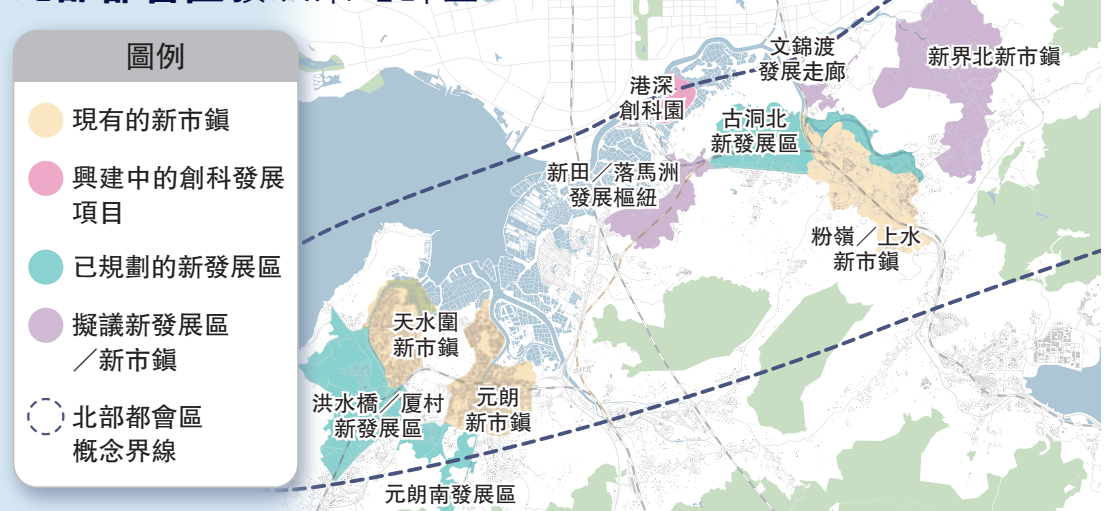 圖例
現有的新市鎮
興建中的創科發展
項目
已規劃的新發展區
擬議新發展區
／新市鎮
北部都會區
概念界線
文錦渡
發展走廊
新界北新市鎮
港深
創科園
古洞北
新發展區
新田／落馬洲
發展樞紐
粉嶺／上水
新市鎮
天水圍
新市鎮
洪水橋／厦村
新發展區
元朗
新市鎮
元朗南發展區